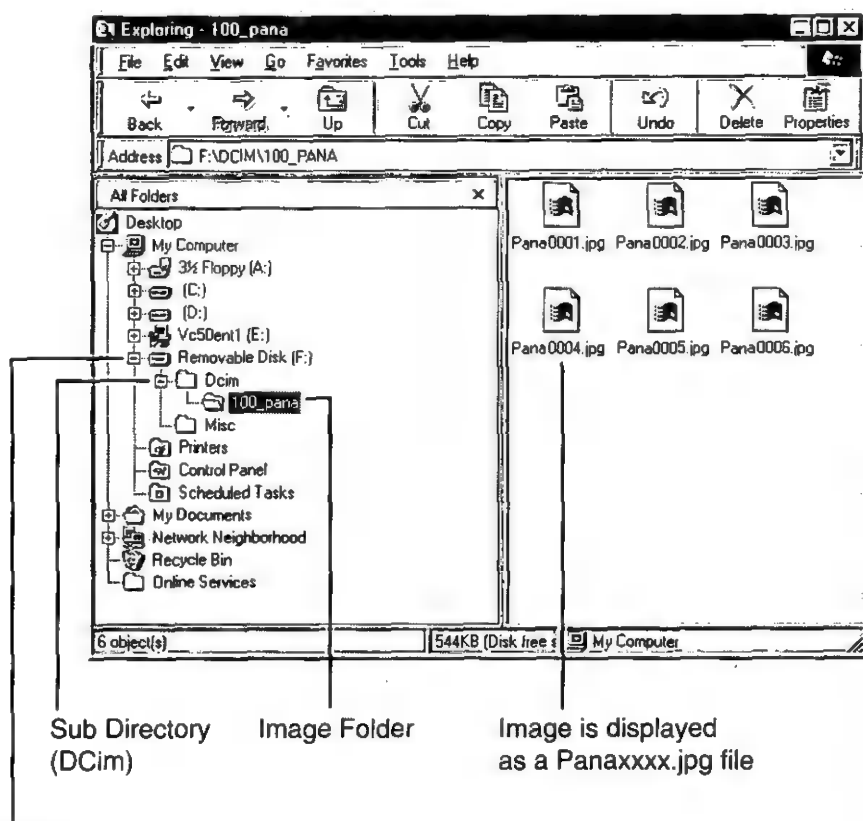 Exploring - 100_pana
File Edit View Go Favorites Tools Help
Back Forward Up Cut Copy Paste Undo Delete Properties
Address F:\DCIM\100_PANA
All Folders x
Desktop
My Computer
3½ Floppy (A:)
(C:)
(D:)
Vc50ent1 (E:)
Removable Disk (F:)
Dcim
100_pana
Misc
Printers
Control Panel
Scheduled Tasks
My Documents
Network Neighborhood
Recycle Bin
Online Services
Pana0001.jpg Pana0002.jpg Pana0003.jpg
Pana0004.jpg Pana0005.jpg Pana0006.jpg
6 object(s) 544KB (Disk free s My Computer
Sub Directory
(DCim)
Image Folder
Image is displayed
as a Panaxxxx.jpg file